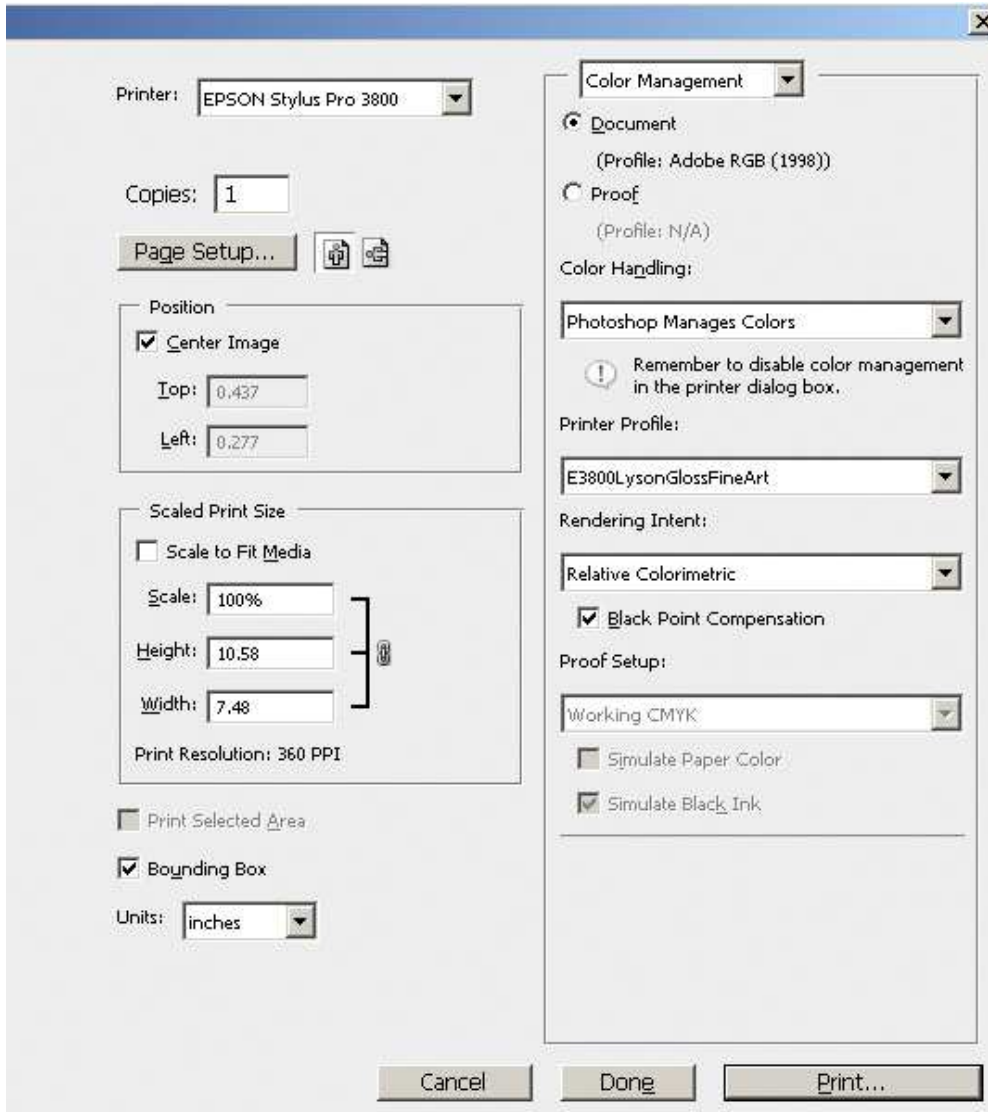 Printer: EPSON Stylus Pro 3800
Copies: 1
Page Setup...
Position
Center Image
Top: 0.437
Left: 0.277
Scaled Print Size
Scale to Fit Media
Scale: 100%
Height: 10.58
Width: 7.48
Print Resolution: 360 PPI
Print Selected Area
Bounding Box
Units: inches
Color Management
Document
(Profile: Adobe RGB (1998))
Proof
(Profile: N/A)
Color Handling:
Photoshop Manages Colors
Remember to disable color management
in the printer dialog box.
Printer Profile:
E3800LysonGlossFineArt
Rendering Intent:
Relative Colorimetric
Black Point Compensation
Proof Setup:
Working CMYK
Simulate Paper Color
Simulate Black Ink
Cancel
Done
Print...